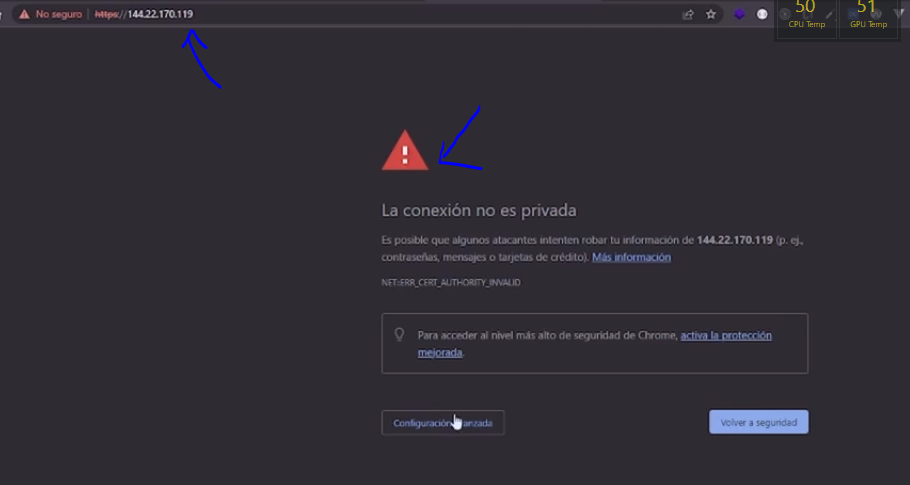 No seguro https://144.22.170.119
50 51
CPU Temp GPU Temp
!
La conexión no es privada
Es posible que algunos atacantes intenten robar tu información de 144.22.170.119 (p. ej.,
contraseñas, mensajes o tarjetas de crédito). Más información
NET::ERR_CERT_AUTHORITY_INVALID
Para acceder al nivel más alto de seguridad de Chrome, activa la protección
mejorada.
Configuración Volver a seguridad